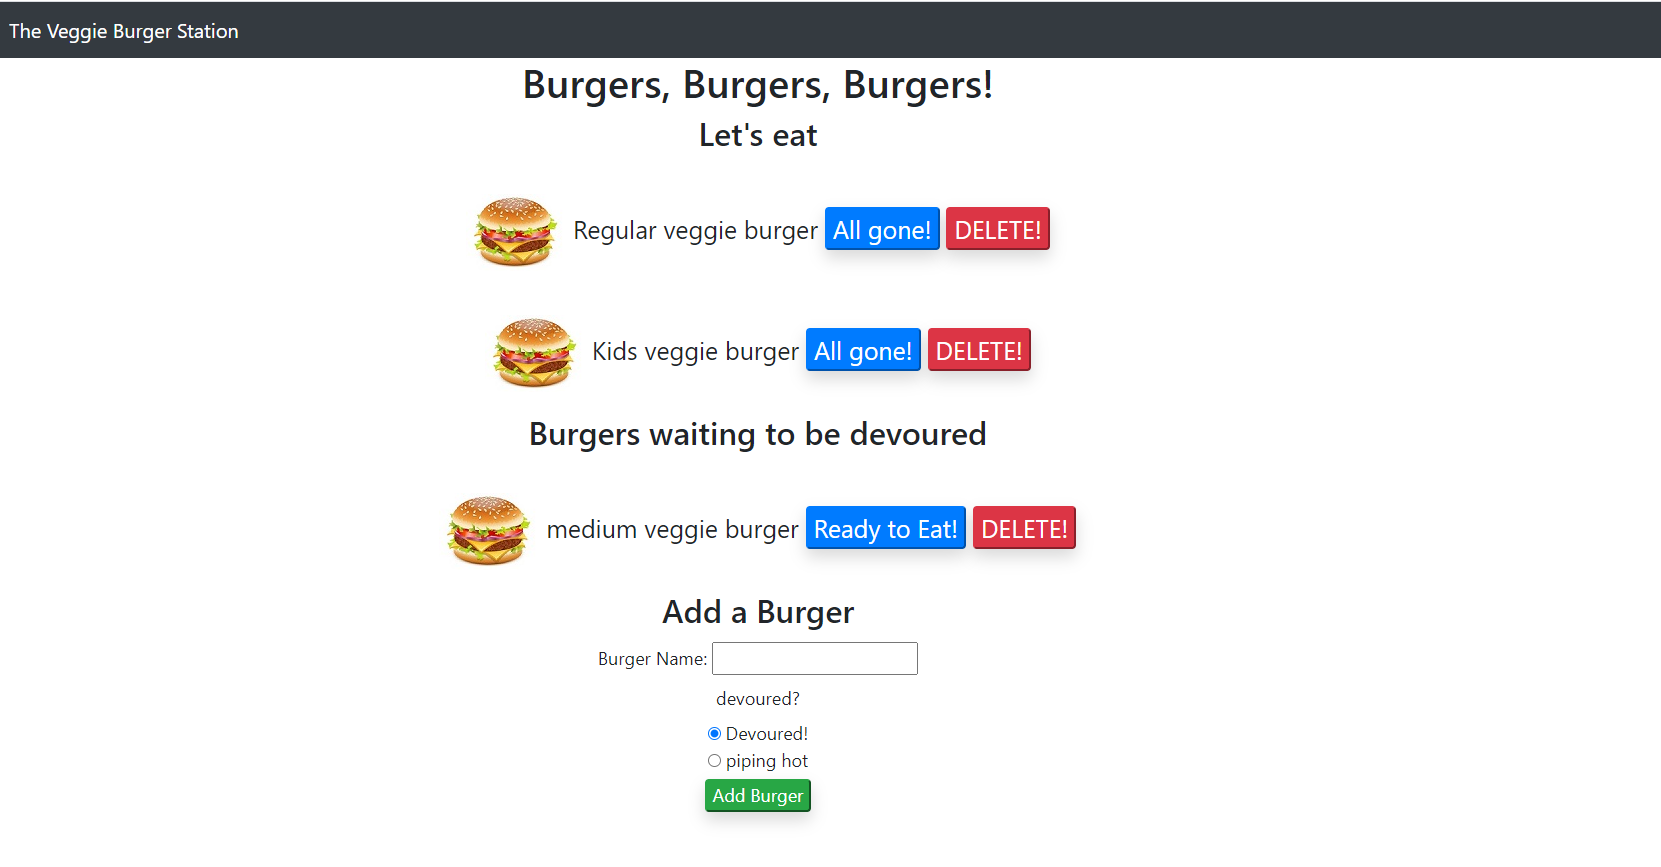 The Veggie Burger Station
Burgers, Burgers, Burgers!
Let's eat
Regular veggie burger All gone! DELETE!
Kids veggie burger All gone! DELETE!
Burgers waiting to be devoured
medium veggie burger Ready to Eat! DELETE!
Add a Burger
Burger Name:
devoured?
Devoured!
piping hot
Add Burger